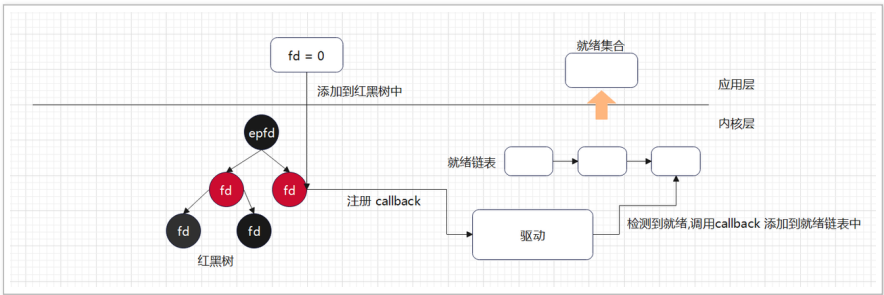 fd = 0
就绪集合
添加到红黑树中
应用层
内核层
epfd
就绪链表
fd
fd
注册 callback
fd
fd
驱动
检测到就绪,调用callback 添加到就绪链表中
红黑树